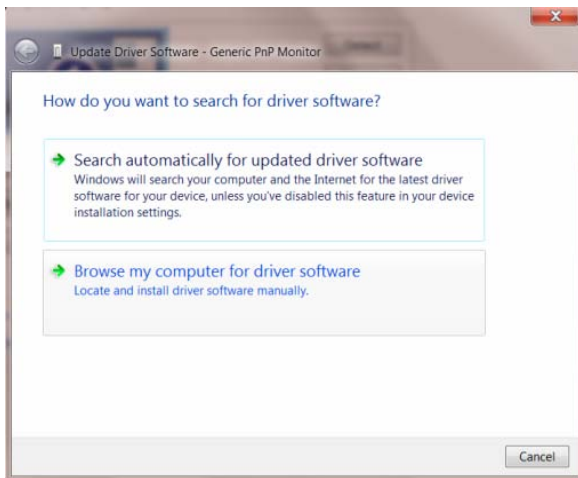 Update Driver Software - Generic PnP Monitor
How do you want to search for driver software?
Search automatically for updated driver software
Windows will search your computer and the Internet for the latest driver
software for your device, unless you've disabled this feature in your device
installation settings.
Browse my computer for driver software
Locate and install driver software manually.
Cancel